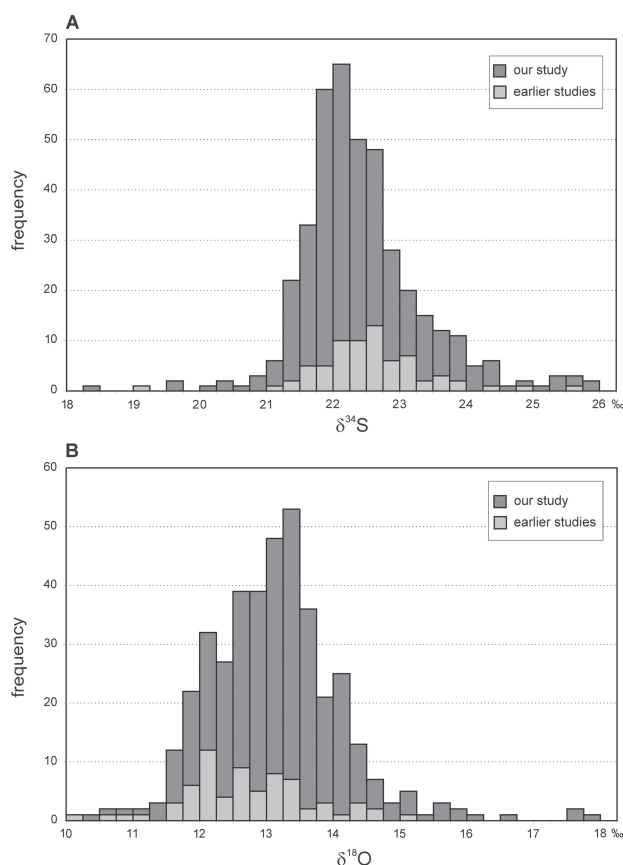 A
70
60
50
40
30
20
10
0
frequency
our study
earlier studies
18 19 20 21 22 23 24 25 26 ‰
δ³⁴S
B
60
50
40
30
20
10
0
frequency
our study
earlier studies
10 11 12 13 14 15 16 17 18 ‰
δ¹⁸O